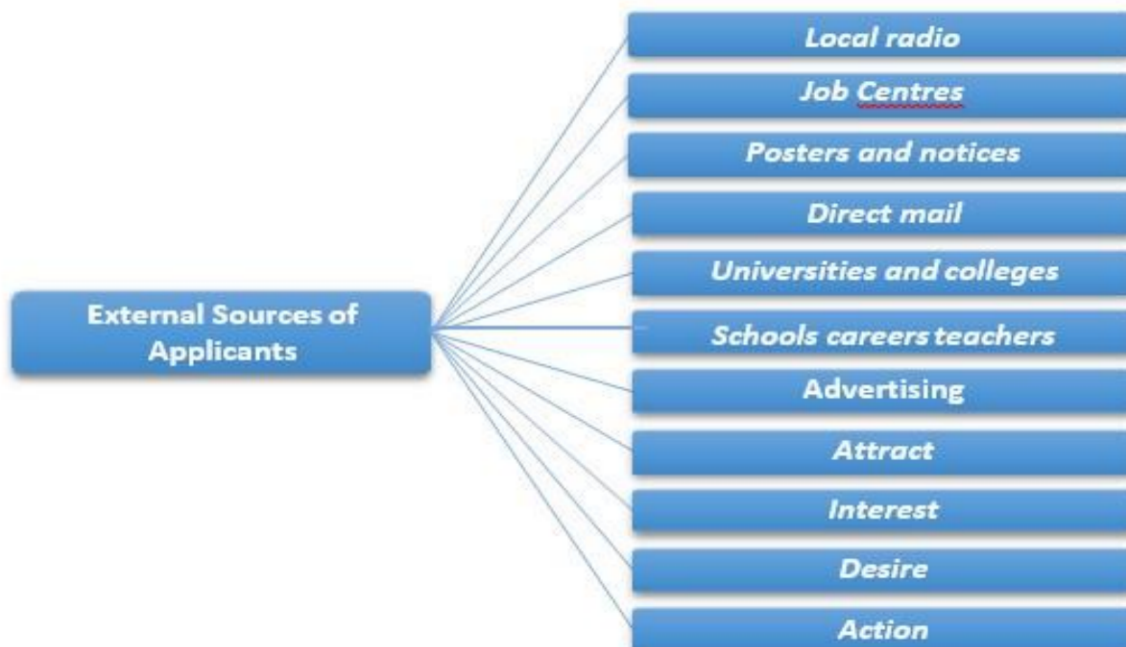 External Sources of
Applicants
Local radio
Job Centres
Posters and notices
Direct mail
Universities and colleges
Schools careers teachers
Advertising
Attract
Interest
Desire
Action